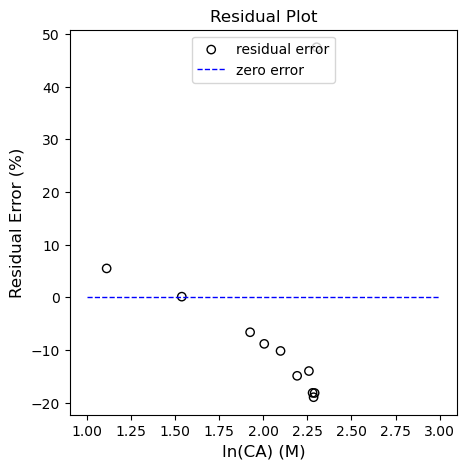 Residual Plot
residual error
zero error
Residual Error (%)
50
40
30
20
10
0
−10
−20
1.00 1.25 1.50 1.75 2.00 2.25 2.50 2.75 3.00
ln(CA) (M)